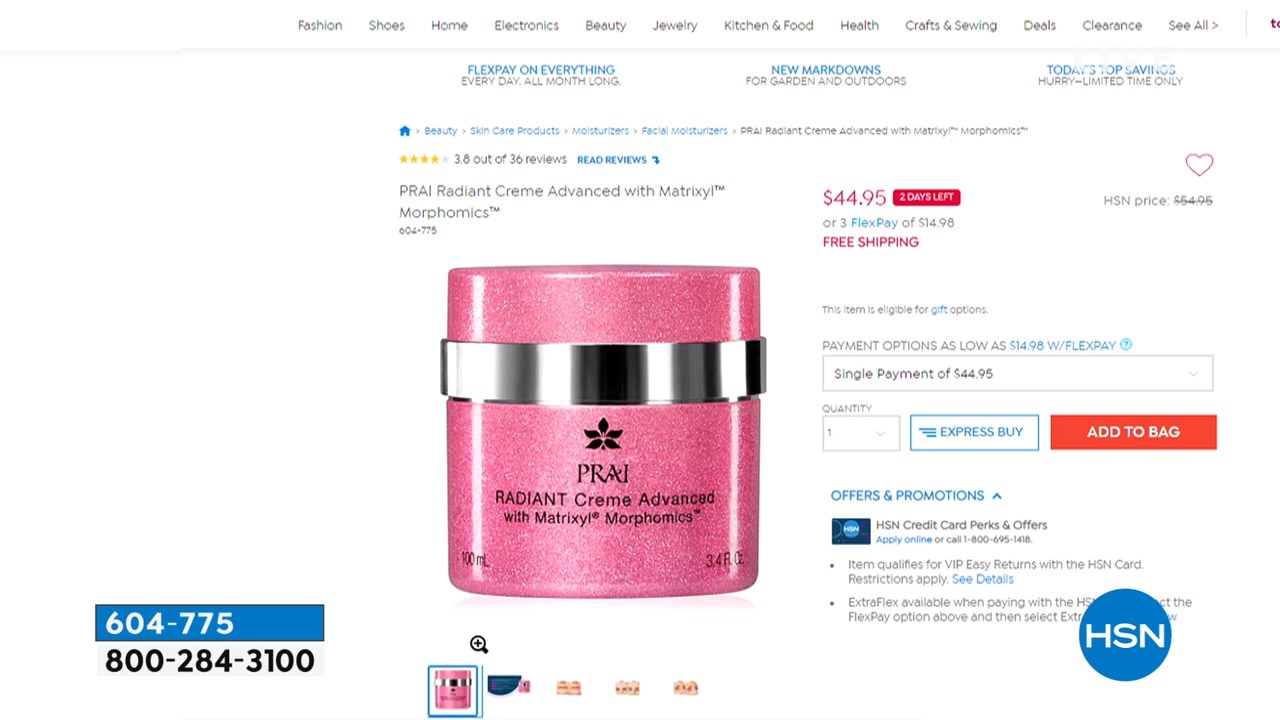 Fashion Shoes Home Electronics Beauty Jewelry Kitchen & Food Health Crafts & Sewing Deals Clearance See All >
FLEXPAY ON EVERYTHING
EVERY DAY. ALL MONTH LONG.
NEW MARKDOWNS
FOR GARDEN AND OUTDOORS
TODAY'S TOP SAVINGS
HURRY—LIMITED TIME ONLY
> Beauty > Skin Care Products > Moisturizers > Facial Moisturizers > PRAI Radiant Creme Advanced with Matrixyl™ Morphomics™
3.8 out of 36 reviews READ REVIEWS
PRAI Radiant Creme Advanced with Matrixyl™
Morphomics™
604-775
$44.95 2 DAYS LEFT HSN price: $54.95
or 3 FlexPay of $14.98
FREE SHIPPING
This item is eligible for gift options.
PAYMENT OPTIONS AS LOW AS $14.98 W/FLEXPAY ?
Single Payment of $44.95
QUANTITY
1
EXPRESS BUY
ADD TO BAG
OFFERS & PROMOTIONS
HSN
HSN Credit Card Perks & Offers
Apply online or call 1-800-695-1418.
• Item qualifies for VIP Easy Returns with the HSN Card.
Restrictions apply. See Details
• ExtraFlex available when paying with the
the
FlexPay option above and then select
PRAI
RADIANT Creme Advanced
with Matrixyl® Morphomics™
100 mL 3.4 Fl. Oz.
604-775
800-284-3100
HSN